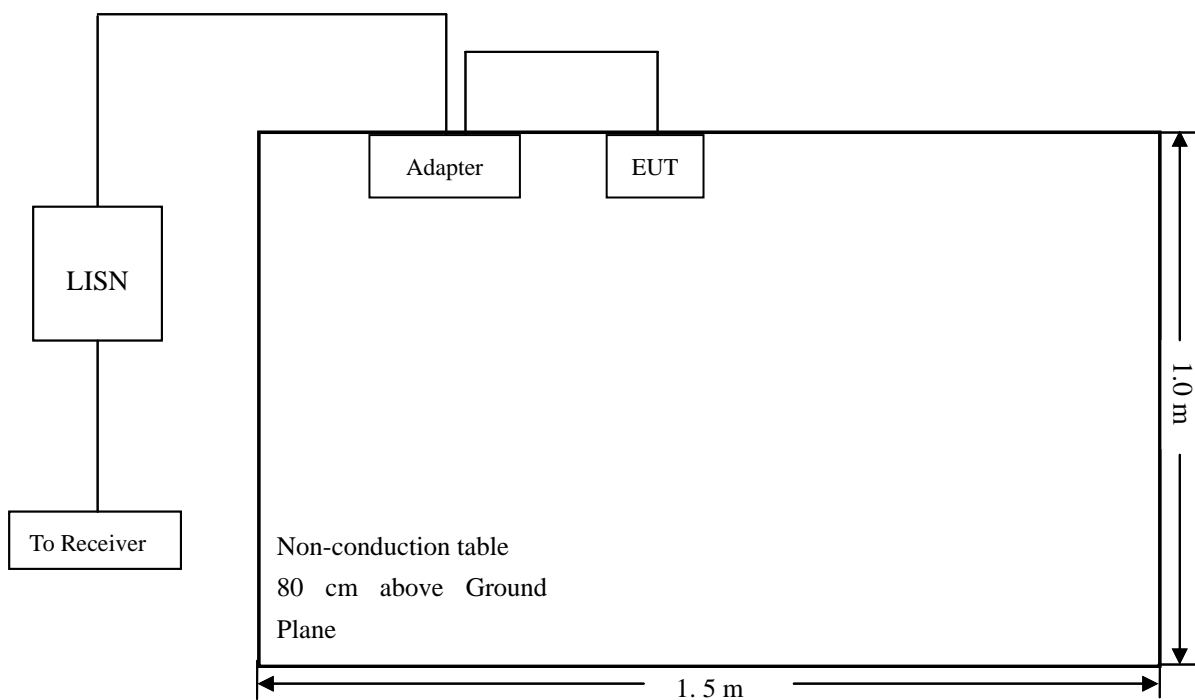 Adapter
EUT
LISN
1.0 m
To Receiver
Non-conduction table
80 cm above Ground
Plane
1. 5 m